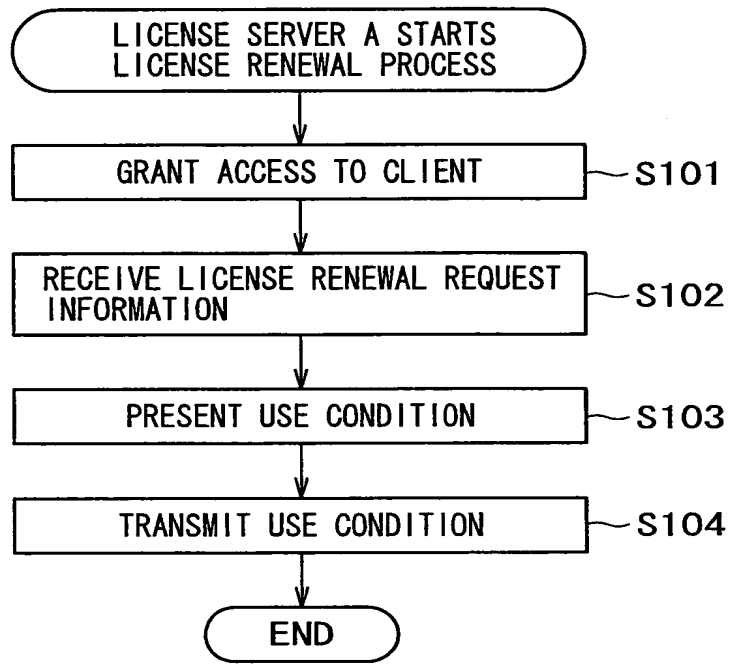 LICENSE SERVER A STARTS
LICENSE RENEWAL PROCESS
GRANT ACCESS TO CLIENT
S101
RECEIVE LICENSE RENEWAL REQUEST
INFORMATION
S102
PRESENT USE CONDITION
S103
TRANSMIT USE CONDITION
S104
END